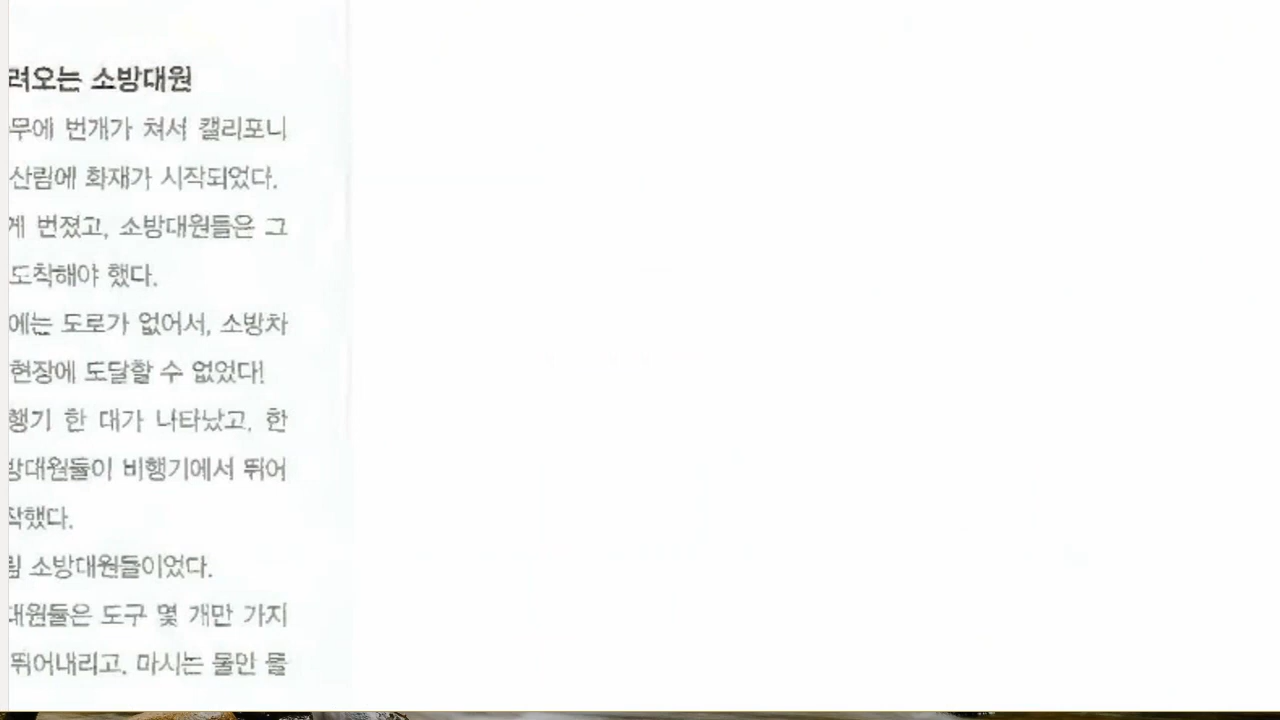 려오는 소방대원
무에 번개가 쳐서 캘리포니
산림에 화재가 시작되었다.
게 번졌고, 소방대원들은 그
도착해야 했다.
에는 도로가 없어서, 소방차
현장에 도달할 수 없었다!
행기 한 대가 나타났고, 한
방대원들이 비행기에서 뛰어
작했다.
림 소방대원들이었다.
대원들은 도구 몇 개만 가지
뛰어내리고, 마시는 물만 들